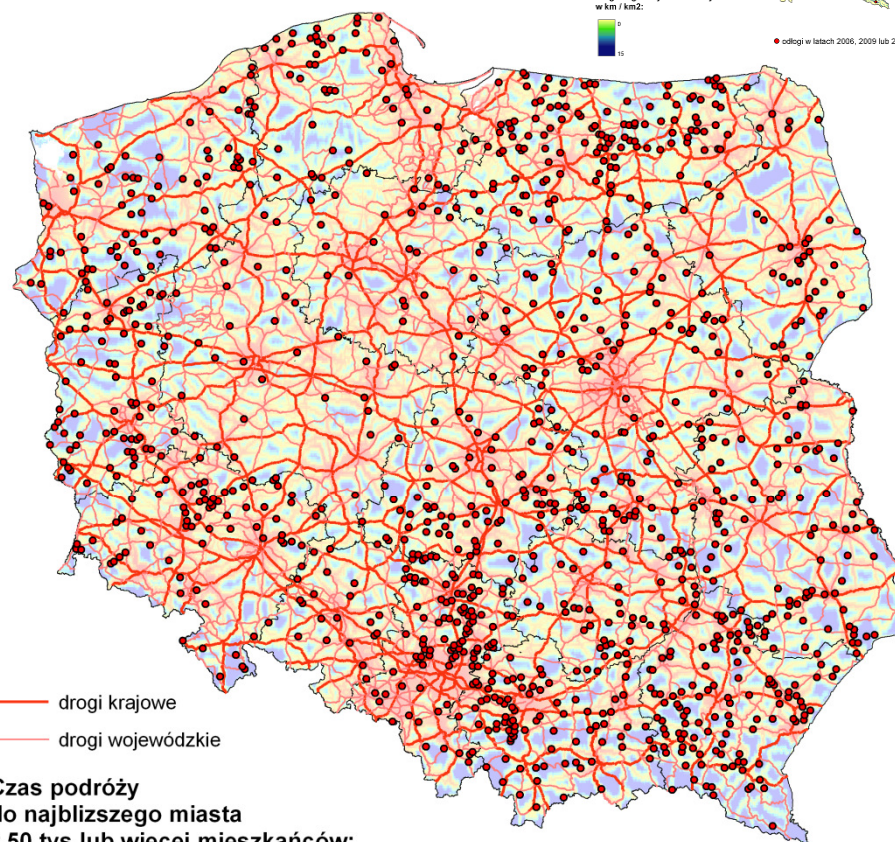 w km / km2:
0
15
odłogi w latach 2006, 2009 lub 2
drogi krajowe
drogi wojewódzkie
Czas podróży
do najblizszego miasta
50 tys lub więcej mieszkańców: